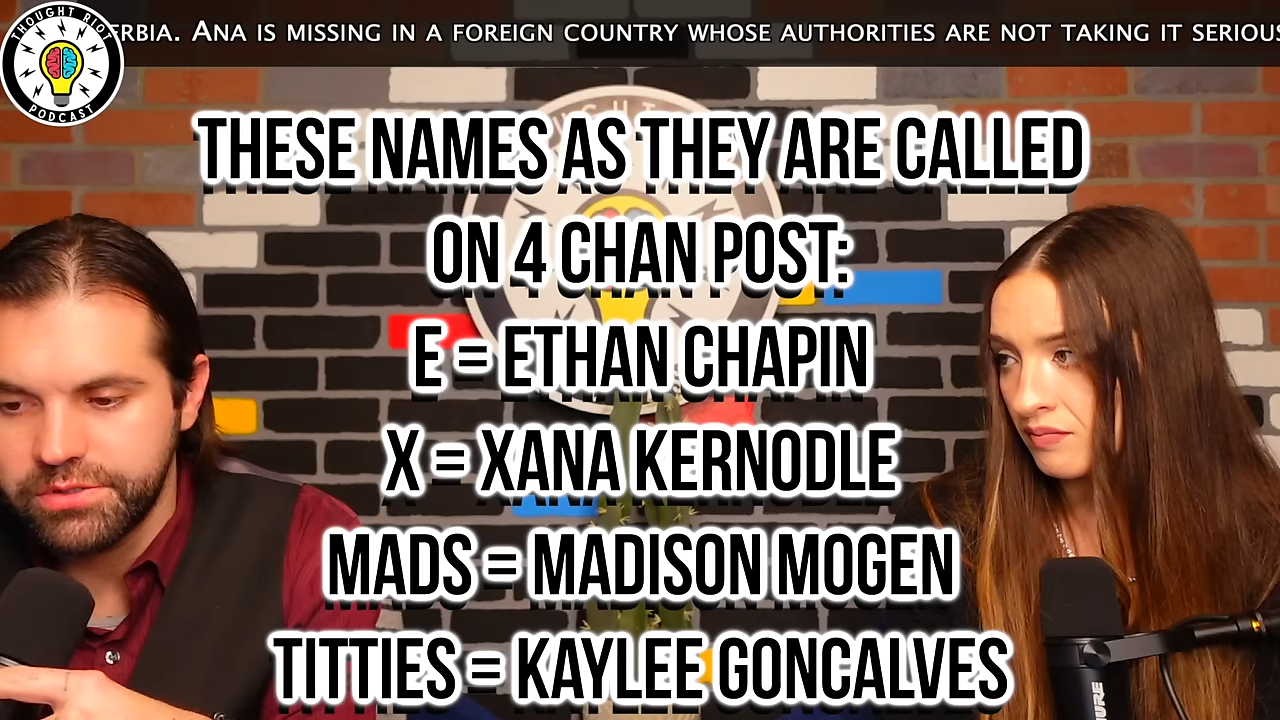 THOUGHT RIOT
PODCAST
ERBIA. ANA IS MISSING IN A FOREIGN COUNTRY WHOSE AUTHORITIES ARE NOT TAKING IT SERIOUS
THESE NAMES AS THEY ARE CALLED
ON 4 CHAN POST:
E = ETHAN CHAPIN
X = XANA KERNODLE
MADS = MADISON MOGEN
TITTIES = KAYLEE GONCALVES